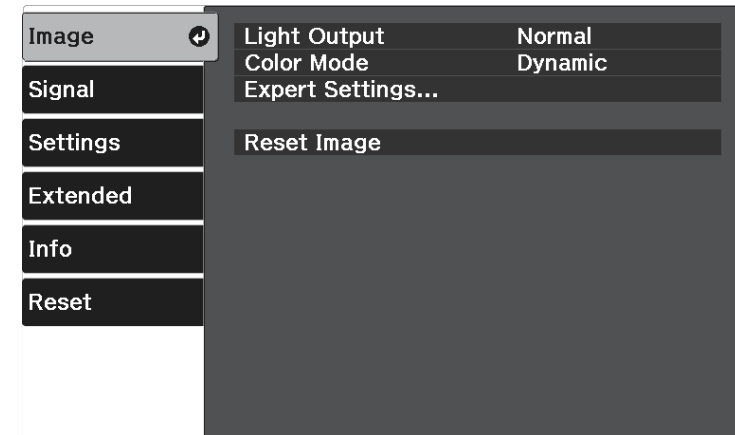 Image
Signal
Settings
Extended
Info
Reset
Light Output Normal
Color Mode Dynamic
Expert Settings...
Reset Image